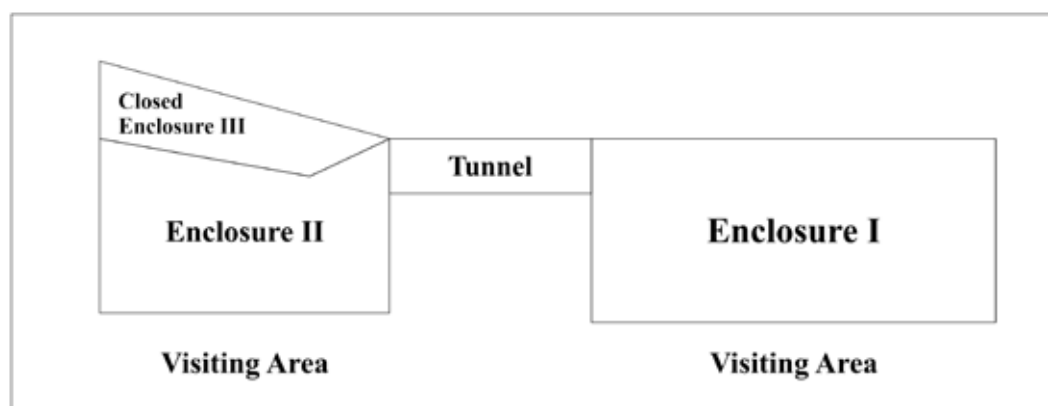 Closed
Enclosure III
Tunnel
Enclosure II
Enclosure I
Visiting Area
Visiting Area